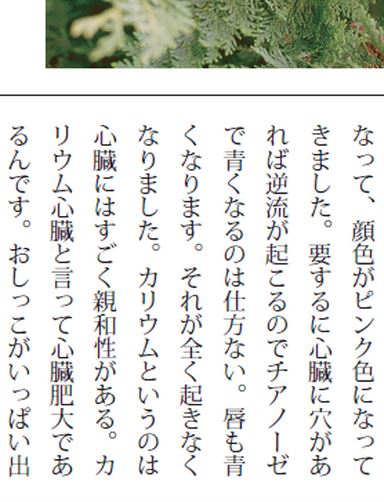 なって、顔色がピンク色になって
きました。要するに心臓に穴があ
れば逆流が起こるのでチアノーゼ
で青くなるのは仕方ない。唇も青
くなります。それが全く起きなく
なりました。カリウムというのは
心臓にはすごく親和性がある。カ
リウム心臓と言って心臓肥大であ
るんです。おしっこがいっぱい出